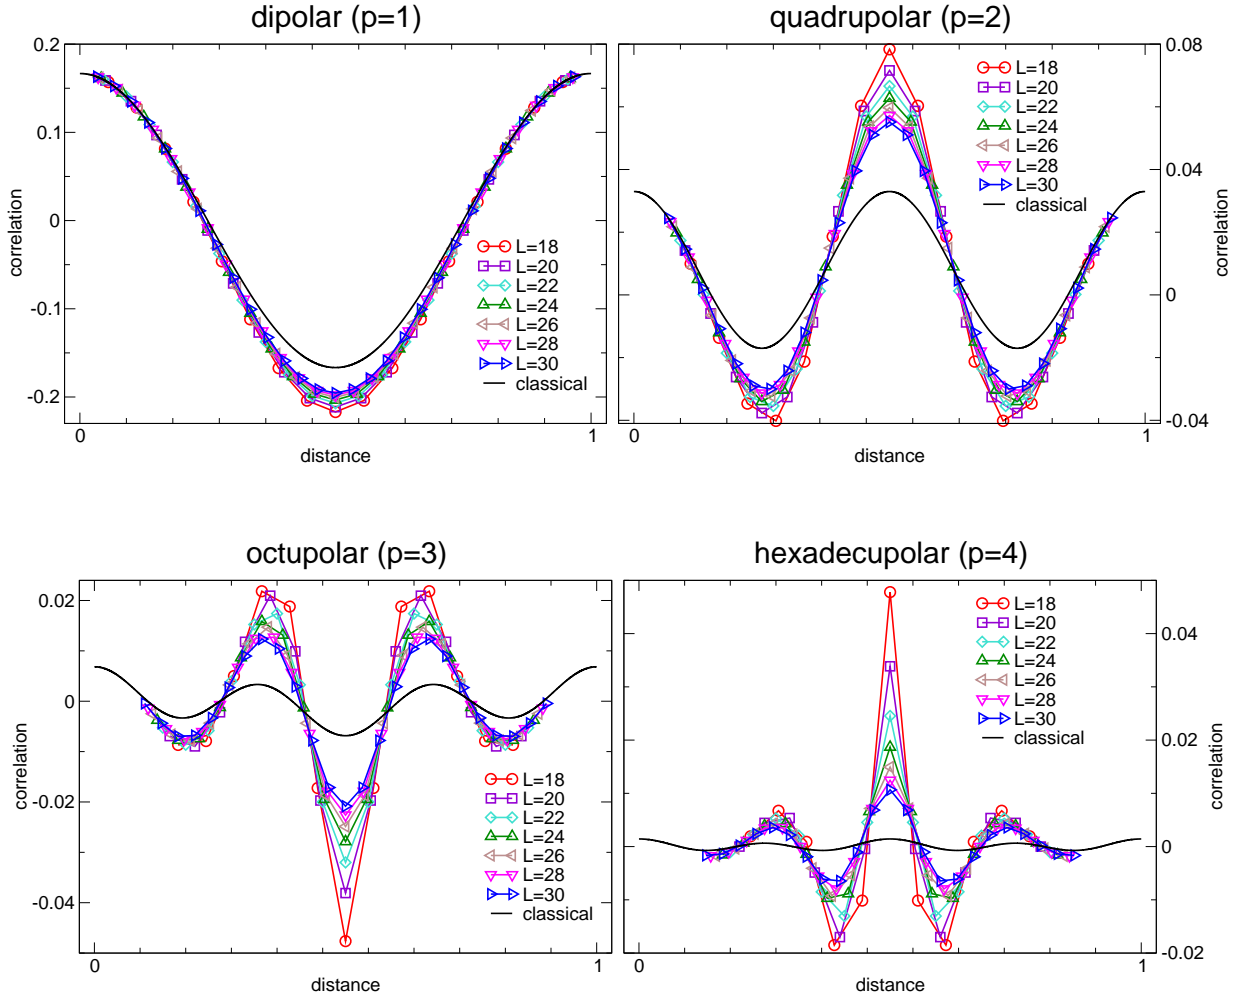 dipolar (p=1)
0.2
0.1
0
-0.1
-0.2
correlation
0
1
distance
L=18
L=20
L=22
L=24
L=26
L=28
L=30
classical
quadrupolar (p=2)
0.08
0.04
0
-0.04
correlation
0
1
distance
L=18
L=20
L=22
L=24
L=26
L=28
L=30
classical
octupolar (p=3)
0.02
0
-0.02
-0.04
correlation
0
1
distance
L=18
L=20
L=22
L=24
L=26
L=28
L=30
classical
hexadecupolar (p=4)
0.04
0.02
0
-0.02
correlation
0
1
distance
L=18
L=20
L=22
L=24
L=26
L=28
L=30
classical